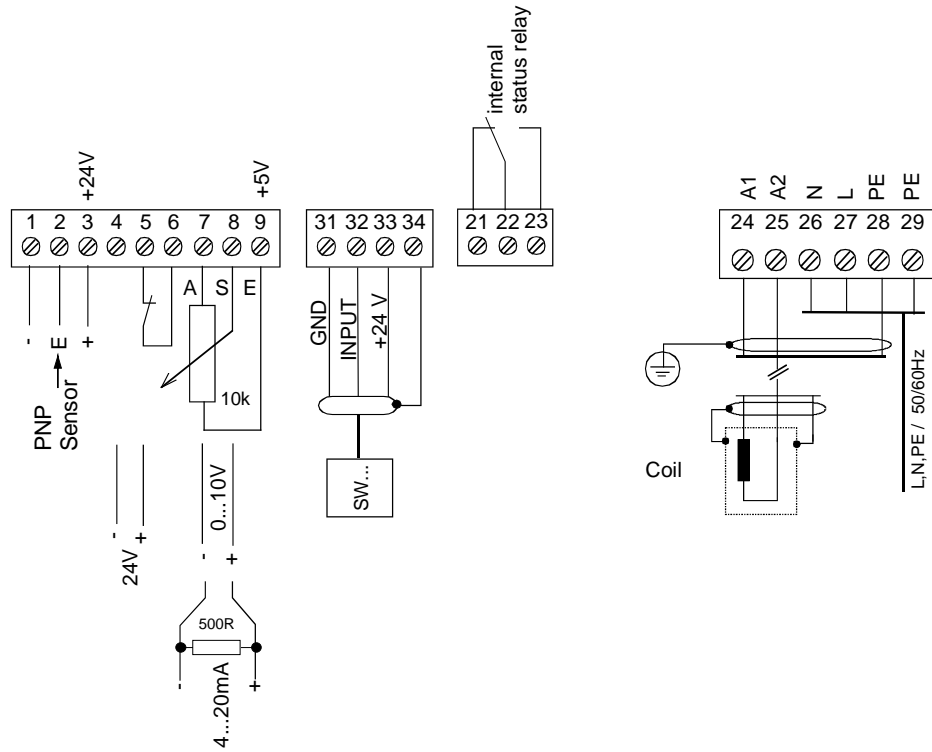 internal
status relay
+24V
+5V
1 2 3 4 5 6 7 8 9
31 32 33 34
21 22 23
A1 A2 N L PE PE
24 25 26 27 28 29
A S E
GND
INPUT
+24 V
- E +
PNP
Sensor
10k
SW...
L,N,PE / 50/60Hz
Coil
0...10V
- +
24V
- +
500R
- +
4...20mA